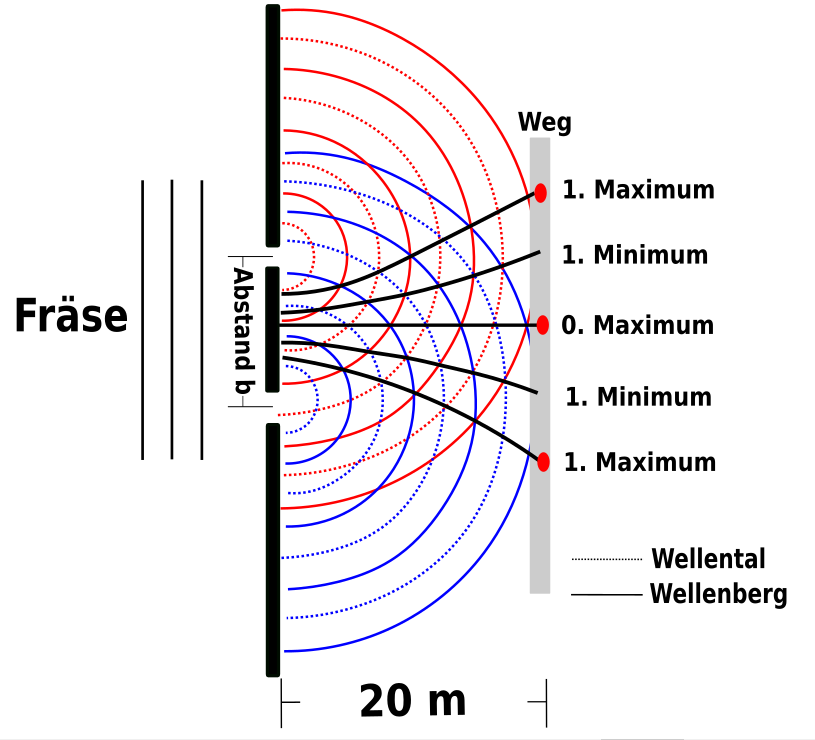 Weg
1. Maximum
1. Minimum
Fräse
Abstand b
0. Maximum
1. Minimum
1. Maximum
Wellental
Wellenberg
20 m